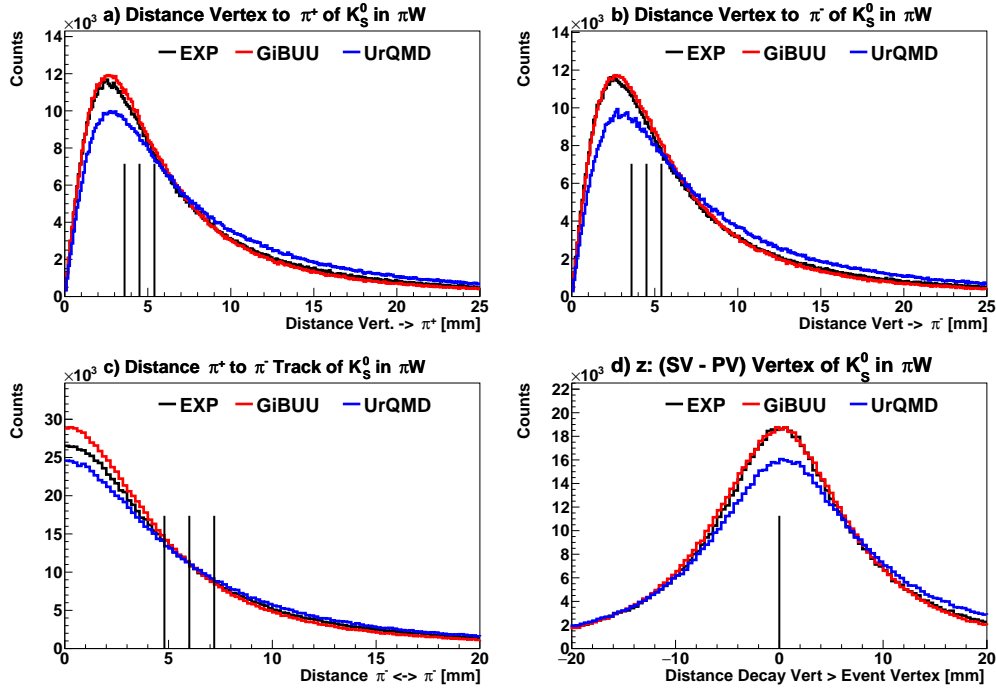 a) Distance Vertex to π⁺ of K⁰_S in πW
×10³
Counts
EXP GiBUU UrQMD
14
12
10
8
6
4
2
0
0 5 10 15 20 25
Distance Vert. -> π⁺ [mm]
b) Distance Vertex to π⁻ of K⁰_S in πW
×10³
Counts
EXP GiBUU UrQMD
14
12
10
8
6
4
2
0
0 5 10 15 20 25
Distance Vert -> π⁻ [mm]
c) Distance π⁺ to π⁻ Track of K⁰_S in πW
×10³
Counts
EXP GiBUU UrQMD
30
25
20
15
10
5
0
0 5 10 15 20
Distance π⁻ <-> π⁻ [mm]
d) z: (SV - PV) Vertex of K⁰_S in πW
×10³
Counts
EXP GiBUU UrQMD
22
20
18
16
14
12
10
8
6
4
2
0
−20 −10 0 10 20
Distance Decay Vert > Event Vertex [mm]